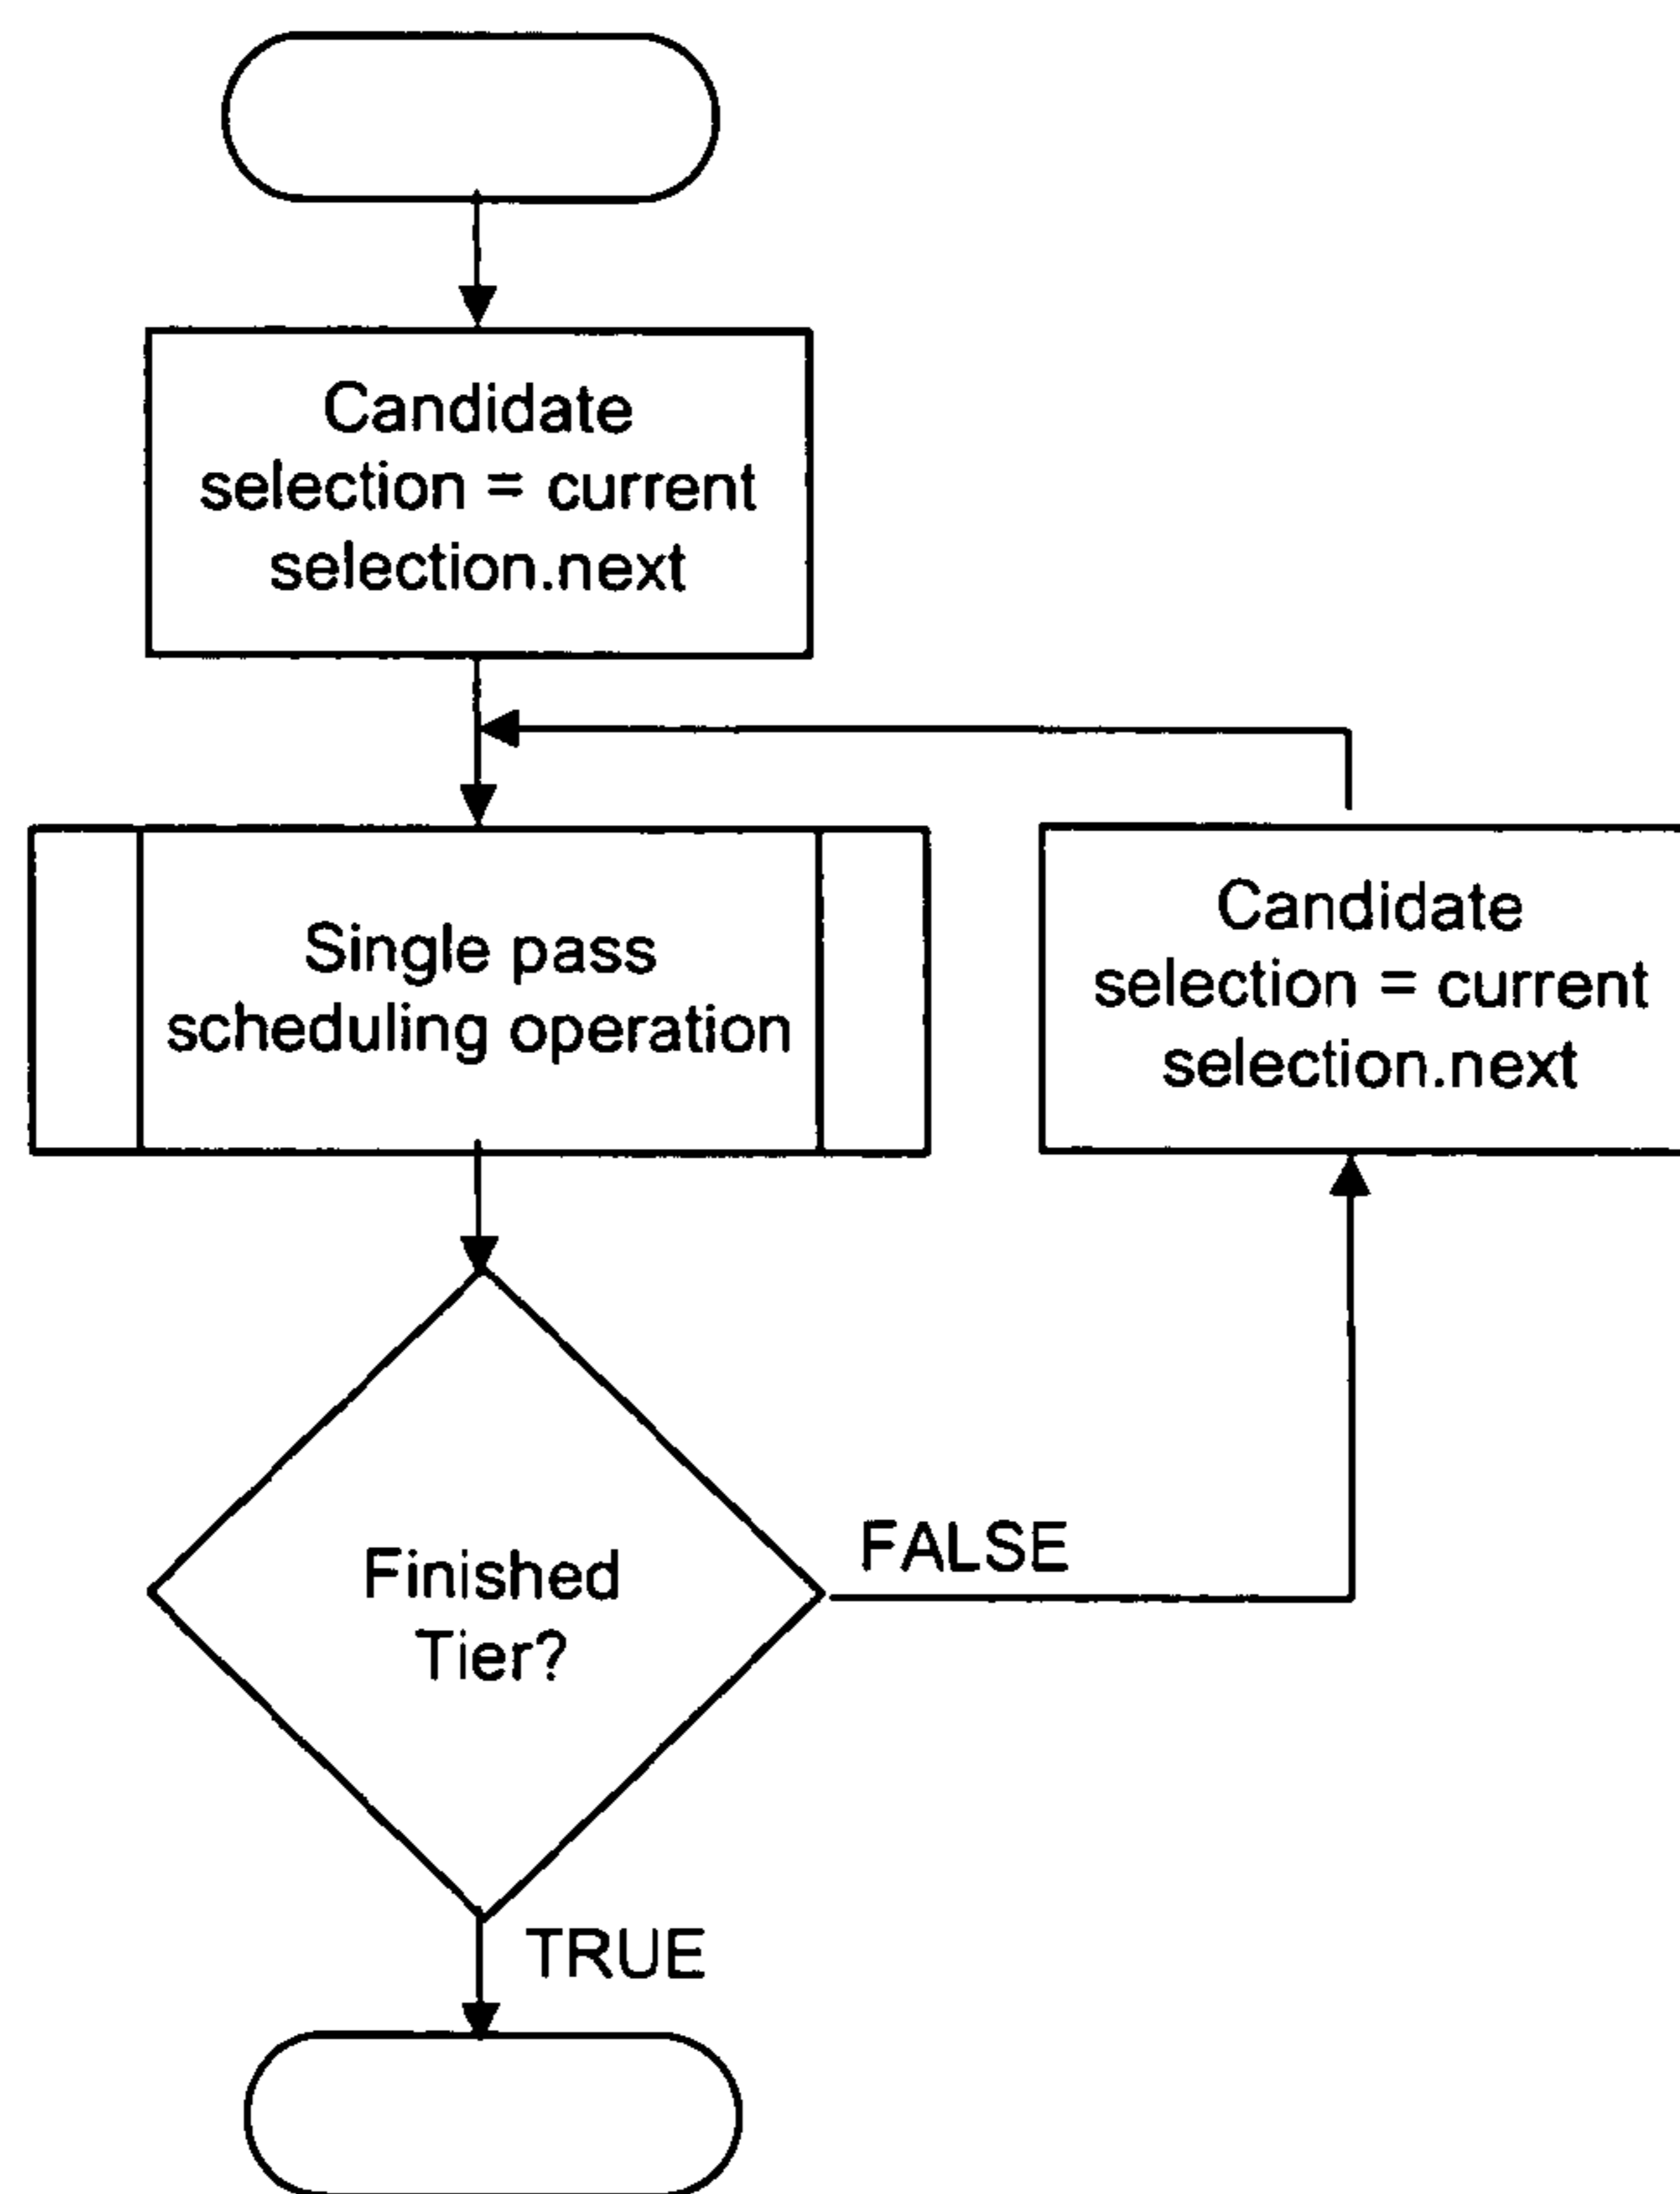 Candidate
selection = current
selection.next
Single pass
scheduling operation
Candidate
selection = current
selection.next
Finished
Tier?
FALSE
TRUE